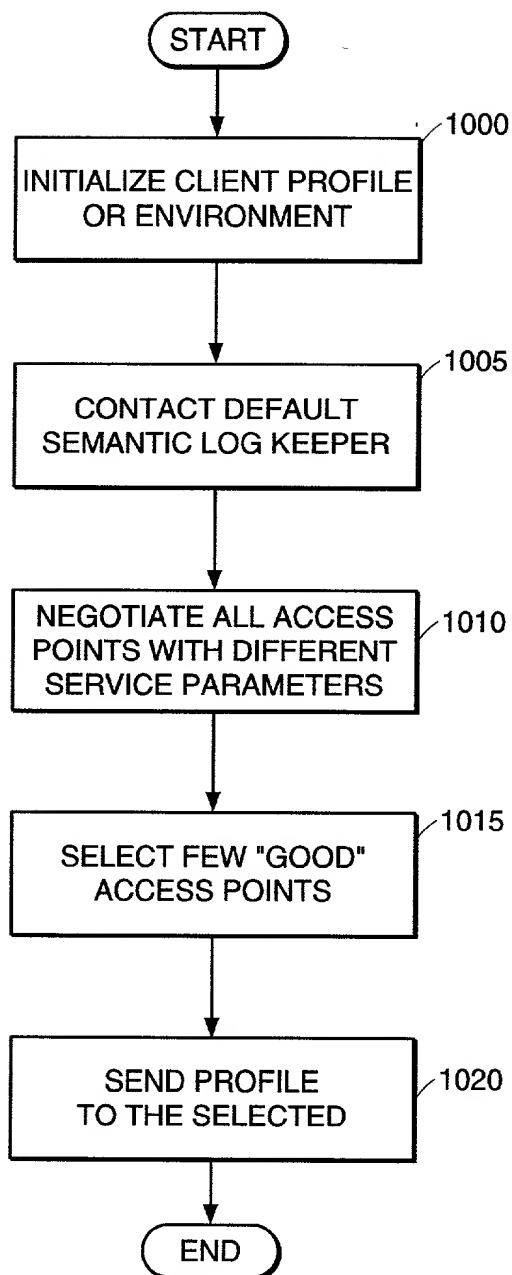 START
1000
INITIALIZE CLIENT PROFILE
OR ENVIRONMENT
1005
CONTACT DEFAULT
SEMANTIC LOG KEEPER
1010
NEGOTIATE ALL ACCESS
POINTS WITH DIFFERENT
SERVICE PARAMETERS
1015
SELECT FEW "GOOD"
ACCESS POINTS
1020
SEND PROFILE
TO THE SELECTED
END